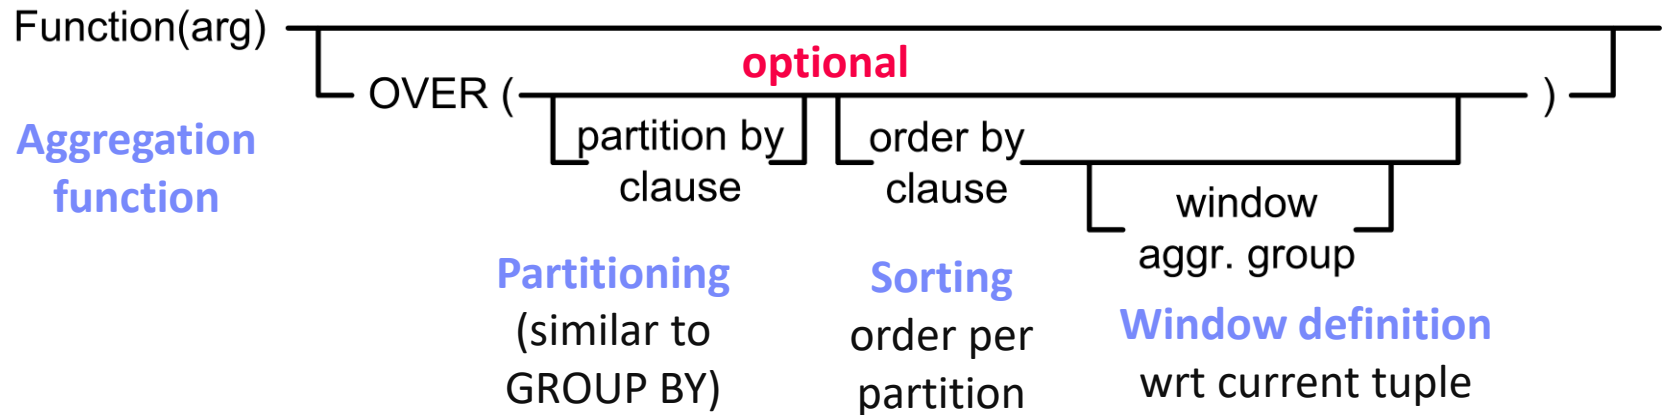 Function(arg)
optional
OVER ( )
Aggregation
function
partition by
clause
order by
clause
window
aggr. group
Partitioning
(similar to
GROUP BY)
Sorting
order per
partition
Window definition
wrt current tuple